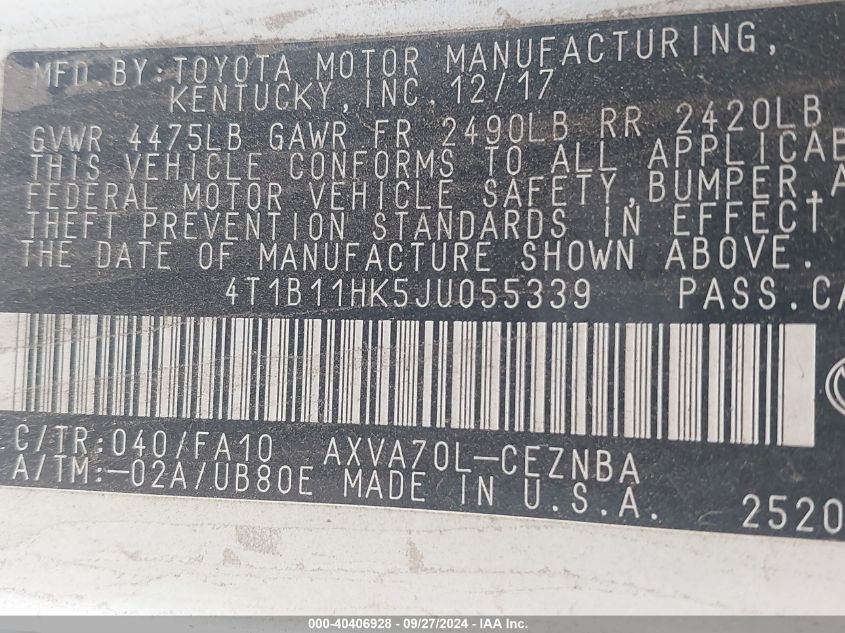 MFD. BY: TOYOTA MOTOR MANUFACTURING,
KENTUCKY, INC. 12/17
GVWR 4475LB GAWR FR 2490LB RR 2420LB
THIS VEHICLE CONFORMS TO ALL APPLICAB
FEDERAL MOTOR VEHICLE SAFETY, BUMPER, A
THEFT PREVENTION STANDARDS IN EFFECT
THE DATE OF MANUFACTURE SHOWN ABOVE.
4T1B11HK5JU055339 PASS.CA
C/TR:040/FA10 AXVA70L-CEZNBA
A/TM:-02A/UB80E MADE IN U.S.A.
2520
000-40406928 - 09/27/2024 - IAA Inc.